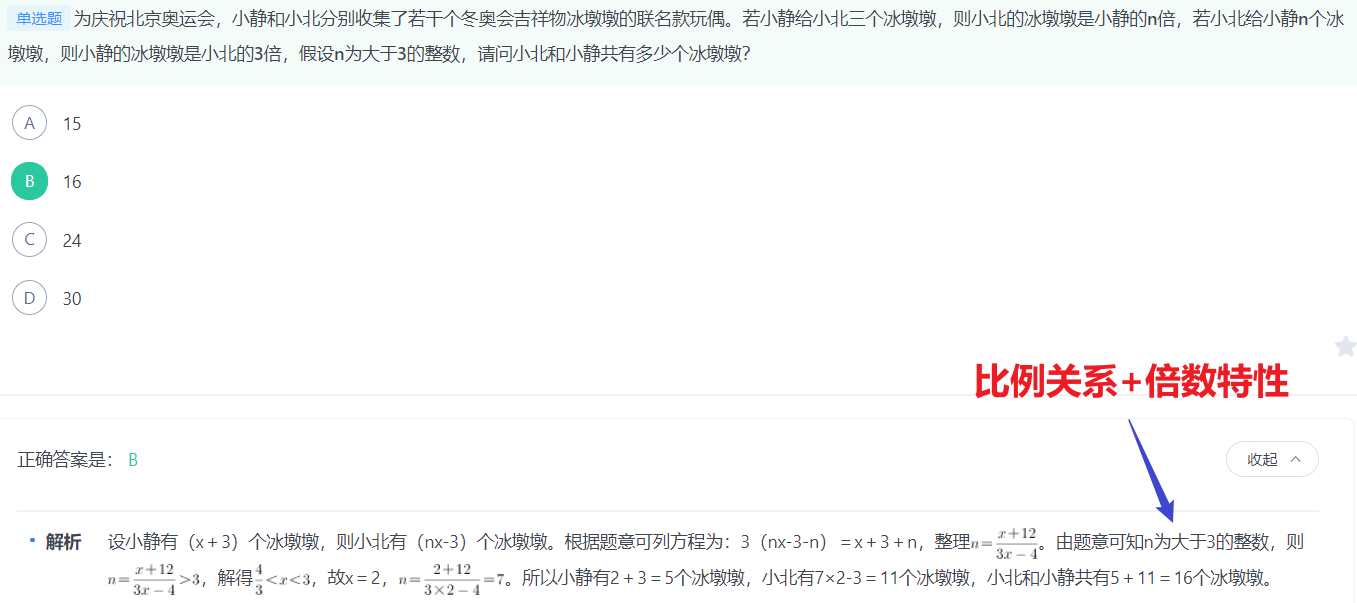 单选题 为庆祝北京奥运会，小静和小北分别收集了若干个冬奥会吉祥物冰墩墩的联名款玩偶。若小静给小北三个冰墩墩，则小北的冰墩墩是小静的n倍，若小北给小静n个冰
墩墩，则小静的冰墩墩是小北的3倍，假设n为大于3的整数，请问小北和小静共有多少个冰墩墩？
A 15
B 16
C 24
D 30
比例关系+倍数特性
正确答案是： B
收起
解析 设小静有（x+3）个冰墩墩，则小北有（nx-3）个冰墩墩。根据题意可列方程为：3（nx-3-n）=x+3+n，整理n=\frac{x+12}{3x-4}。由题意可知n为大于3的整数，则
n=\frac{x+12}{3x-4}>3，解得\frac{4}{3}<x<3，故x=2，n=\frac{2+12}{3×2-4}=7。所以小静有2+3=5个冰墩墩，小北有7×2-3=11个冰墩墩，小北和小静共有5+11=16个冰墩墩。